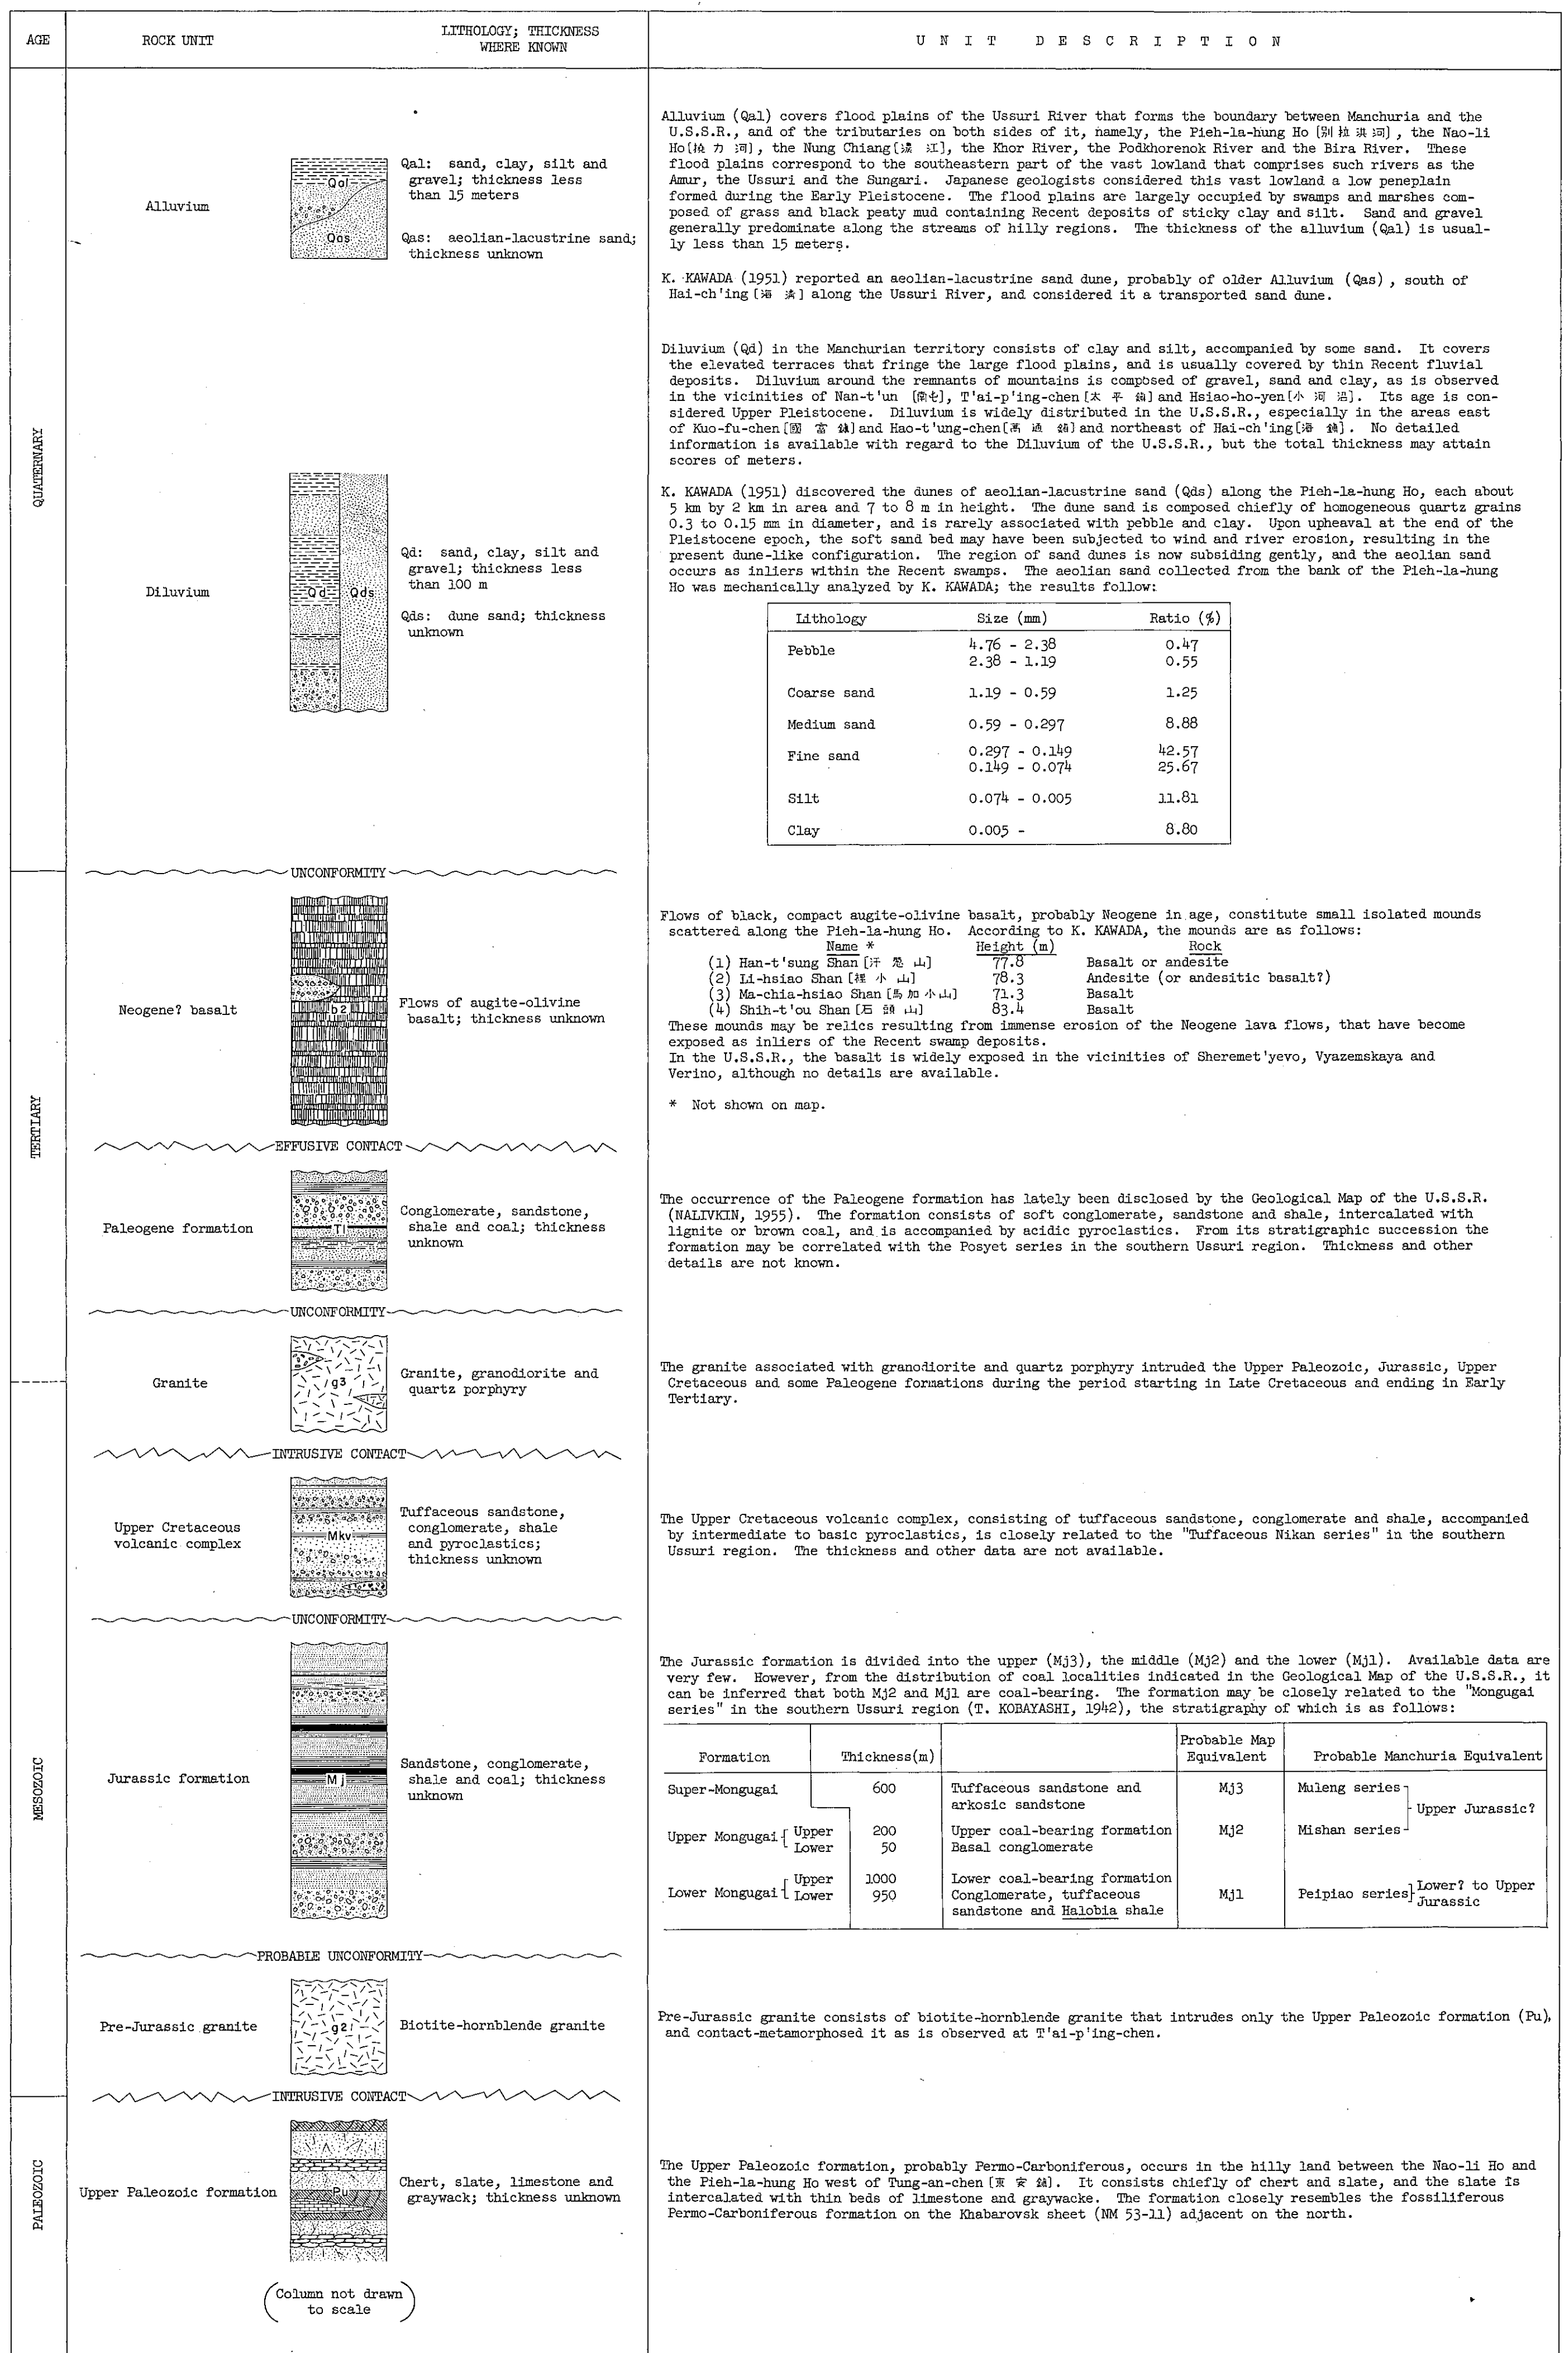 AGE
ROCK UNIT
LITHOLOGY; THICKNESS
WHERE KNOWN
UNIT DESCRIPTION
QUATERNARY
Alluvium
Qal
Qas
Qal: sand, clay, silt and
gravel; thickness less
than 15 meters
Qas: aeolian-lacustrine sand;
thickness unknown
Alluvium (Qal) covers flood plains of the Ussuri River that forms the boundary between Manchuria and the
U.S.S.R., and of the tributaries on both sides of it, namely, the Pieh-la-hung Ho [別拉洪河], the Nao-li
Ho[撓力河], the Nung Chiang[濃江], the Khor River, the Podkhorenok River and the Bira River. These
flood plains correspond to the southeastern part of the vast lowland that comprises such rivers as the
Amur, the Ussuri and the Sungari. Japanese geologists considered this vast lowland a low peneplain
formed during the Early Pleistocene. The flood plains are largely occupied by swamps and marshes com-
posed of grass and black peaty mud containing Recent deposits of sticky clay and silt. Sand and gravel
generally predominate along the streams of hilly regions. The thickness of the alluvium (Qal) is usual-
ly less than 15 meters.
K. KAWADA (1951) reported an aeolian-lacustrine sand dune, probably of older Alluvium (Qas), south of
Hai-ch'ing [海] along the Ussuri River, and considered it a transported sand dune.
Diluvium
Qd
Qds
Qd: sand, clay, silt and
gravel; thickness less
than 100 m
Qds: dune sand; thickness
unknown
Diluvium (Qd) in the Manchurian territory consists of clay and silt, accompanied by some sand. It covers
the elevated terraces that fringe the large flood plains, and is usually covered by thin Recent fluvial
deposits. Diluvium around the remnants of mountains is composed of gravel, sand and clay, as is observed
in the vicinities of Nan-t'un [南屯], T'ai-p'ing-chen [太平鎮] and Hsiao-ho-yen[小河沿]. Its age is con-
sidered Upper Pleistocene. Diluvium is widely distributed in the U.S.S.R., especially in the areas east
of Kuo-fu-chen[國富鎮] and Hao-t'ung-chen[通鎮] and northeast of Hai-ch'ing[海]. No detailed
information is available with regard to the Diluvium of the U.S.S.R., but the total thickness may attain
scores of meters.
K. KAWADA (1951) discovered the dunes of aeolian-lacustrine sand (Qds) along the Pieh-la-hung Ho, each about
5 km by 2 km in area and 7 to 8 m in height. The dune sand is composed chiefly of homogeneous quartz grains
0.3 to 0.15 mm in diameter, and is rarely associated with pebble and clay. Upon upheaval at the end of the
Pleistocene epoch, the soft sand bed may have been subjected to wind and river erosion, resulting in the
present dune-like configuration. The region of sand dunes is now subsiding gently, and the aeolian sand
occurs as inliers within the Recent swamps. The aeolian sand collected from the bank of the Pieh-la-hung
Ho was mechanically analyzed by K. KAWADA; the results follow:
Lithology Size (mm) Ratio (%)
Pebble 4.76 - 2.38 0.47
2.38 - 1.19 0.55
Coarse sand 1.19 - 0.59 1.25
Medium sand 0.59 - 0.297 8.88
Fine sand 0.297 - 0.149 42.57
0.149 - 0.074 25.67
Silt 0.074 - 0.005 11.81
Clay 0.005 - 8.80
UNCONFORMITY
TERTIARY
Neogene? basalt
b2
Flows of augite-olivine
basalt; thickness unknown
Flows of black, compact augite-olivine basalt, probably Neogene in age, constitute small isolated mounds
scattered along the Pieh-la-hung Ho. According to K. KAWADA, the mounds are as follows:
Name * Height (m) Rock
(1) Han-t'sung Shan [汗葱山] 77.8 Basalt or andesite
(2) Li-hsiao Shan [裡小山] 78.3 Andesite (or andesitic basalt?)
(3) Ma-chia-hsiao Shan [馬加小山] 71.3 Basalt
(4) Shih-t'ou Shan [石頭山] 83.4 Basalt
These mounds may be relics resulting from immense erosion of the Neogene lava flows, that have become
exposed as inliers of the Recent swamp deposits.
In the U.S.S.R., the basalt is widely exposed in the vicinities of Sheremet'yevo, Vyazemskaya and
Verino, although no details are available.
* Not shown on map.
EFFUSIVE CONTACT
Paleogene formation
Tl
Conglomerate, sandstone,
shale and coal; thickness
unknown
The occurrence of the Paleogene formation has lately been disclosed by the Geological Map of the U.S.S.R.
(NALIVKIN, 1955). The formation consists of soft conglomerate, sandstone and shale, intercalated with
lignite or brown coal, and is accompanied by acidic pyroclastics. From its stratigraphic succession the
formation may be correlated with the Posyet series in the southern Ussuri region. Thickness and other
details are not known.
UNCONFORMITY
Granite
g3
Granite, granodiorite and
quartz porphyry
The granite associated with granodiorite and quartz porphyry intruded the Upper Paleozoic, Jurassic, Upper
Cretaceous and some Paleogene formations during the period starting in Late Cretaceous and ending in Early
Tertiary.
INTRUSIVE CONTACT
MESOZOIC
Upper Cretaceous
volcanic complex
Mkv
Tuffaceous sandstone,
conglomerate, shale
and pyroclastics;
thickness unknown
The Upper Cretaceous volcanic complex, consisting of tuffaceous sandstone, conglomerate and shale, accompanied
by intermediate to basic pyroclastics, is closely related to the "Tuffaceous Nikan series" in the southern
Ussuri region. The thickness and other data are not available.
UNCONFORMITY
Jurassic formation
Mj
Sandstone, conglomerate,
shale and coal; thickness
unknown
The Jurassic formation is divided into the upper (Mj3), the middle (Mj2) and the lower (Mj1). Available data are
very few. However, from the distribution of coal localities indicated in the Geological Map of the U.S.S.R., it
can be inferred that both Mj2 and Mj1 are coal-bearing. The formation may be closely related to the "Mongugai
series" in the southern Ussuri region (T. KOBAYASHI, 1942), the stratigraphy of which is as follows:
Formation Thickness(m) Probable Map Equivalent Probable Manchuria Equivalent
Super-Mongugai 600 Tuffaceous sandstone and arkosic sandstone Mj3 Muleng series
Upper Jurassic?
Upper Mongugai Upper 200 Upper coal-bearing formation Mj2 Mishan series
Lower 50 Basal conglomerate
Lower Mongugai Upper 1000 Lower coal-bearing formation
Lower 950 Conglomerate, tuffaceous sandstone and Halobia shale Mj1 Peipiao series Lower? to Upper Jurassic
PROBABLE UNCONFORMITY
Pre-Jurassic granite
g2
Biotite-hornblende granite
Pre-Jurassic granite consists of biotite-hornblende granite that intrudes only the Upper Paleozoic formation (Pu),
and contact-metamorphosed it as is observed at T'ai-p'ing-chen.
INTRUSIVE CONTACT
PALEOZOIC
Upper Paleozoic formation
Pu
Chert, slate, limestone and
graywack; thickness unknown
The Upper Paleozoic formation, probably Permo-Carboniferous, occurs in the hilly land between the Nao-li Ho and
the Pieh-la-hung Ho west of Tung-an-chen [東安鎮]. It consists chiefly of chert and slate, and the slate is
intercalated with thin beds of limestone and graywacke. The formation closely resembles the fossiliferous
Permo-Carboniferous formation on the Khabarovsk sheet (NM 53-11) adjacent on the north.
(Column not drawn
to scale)